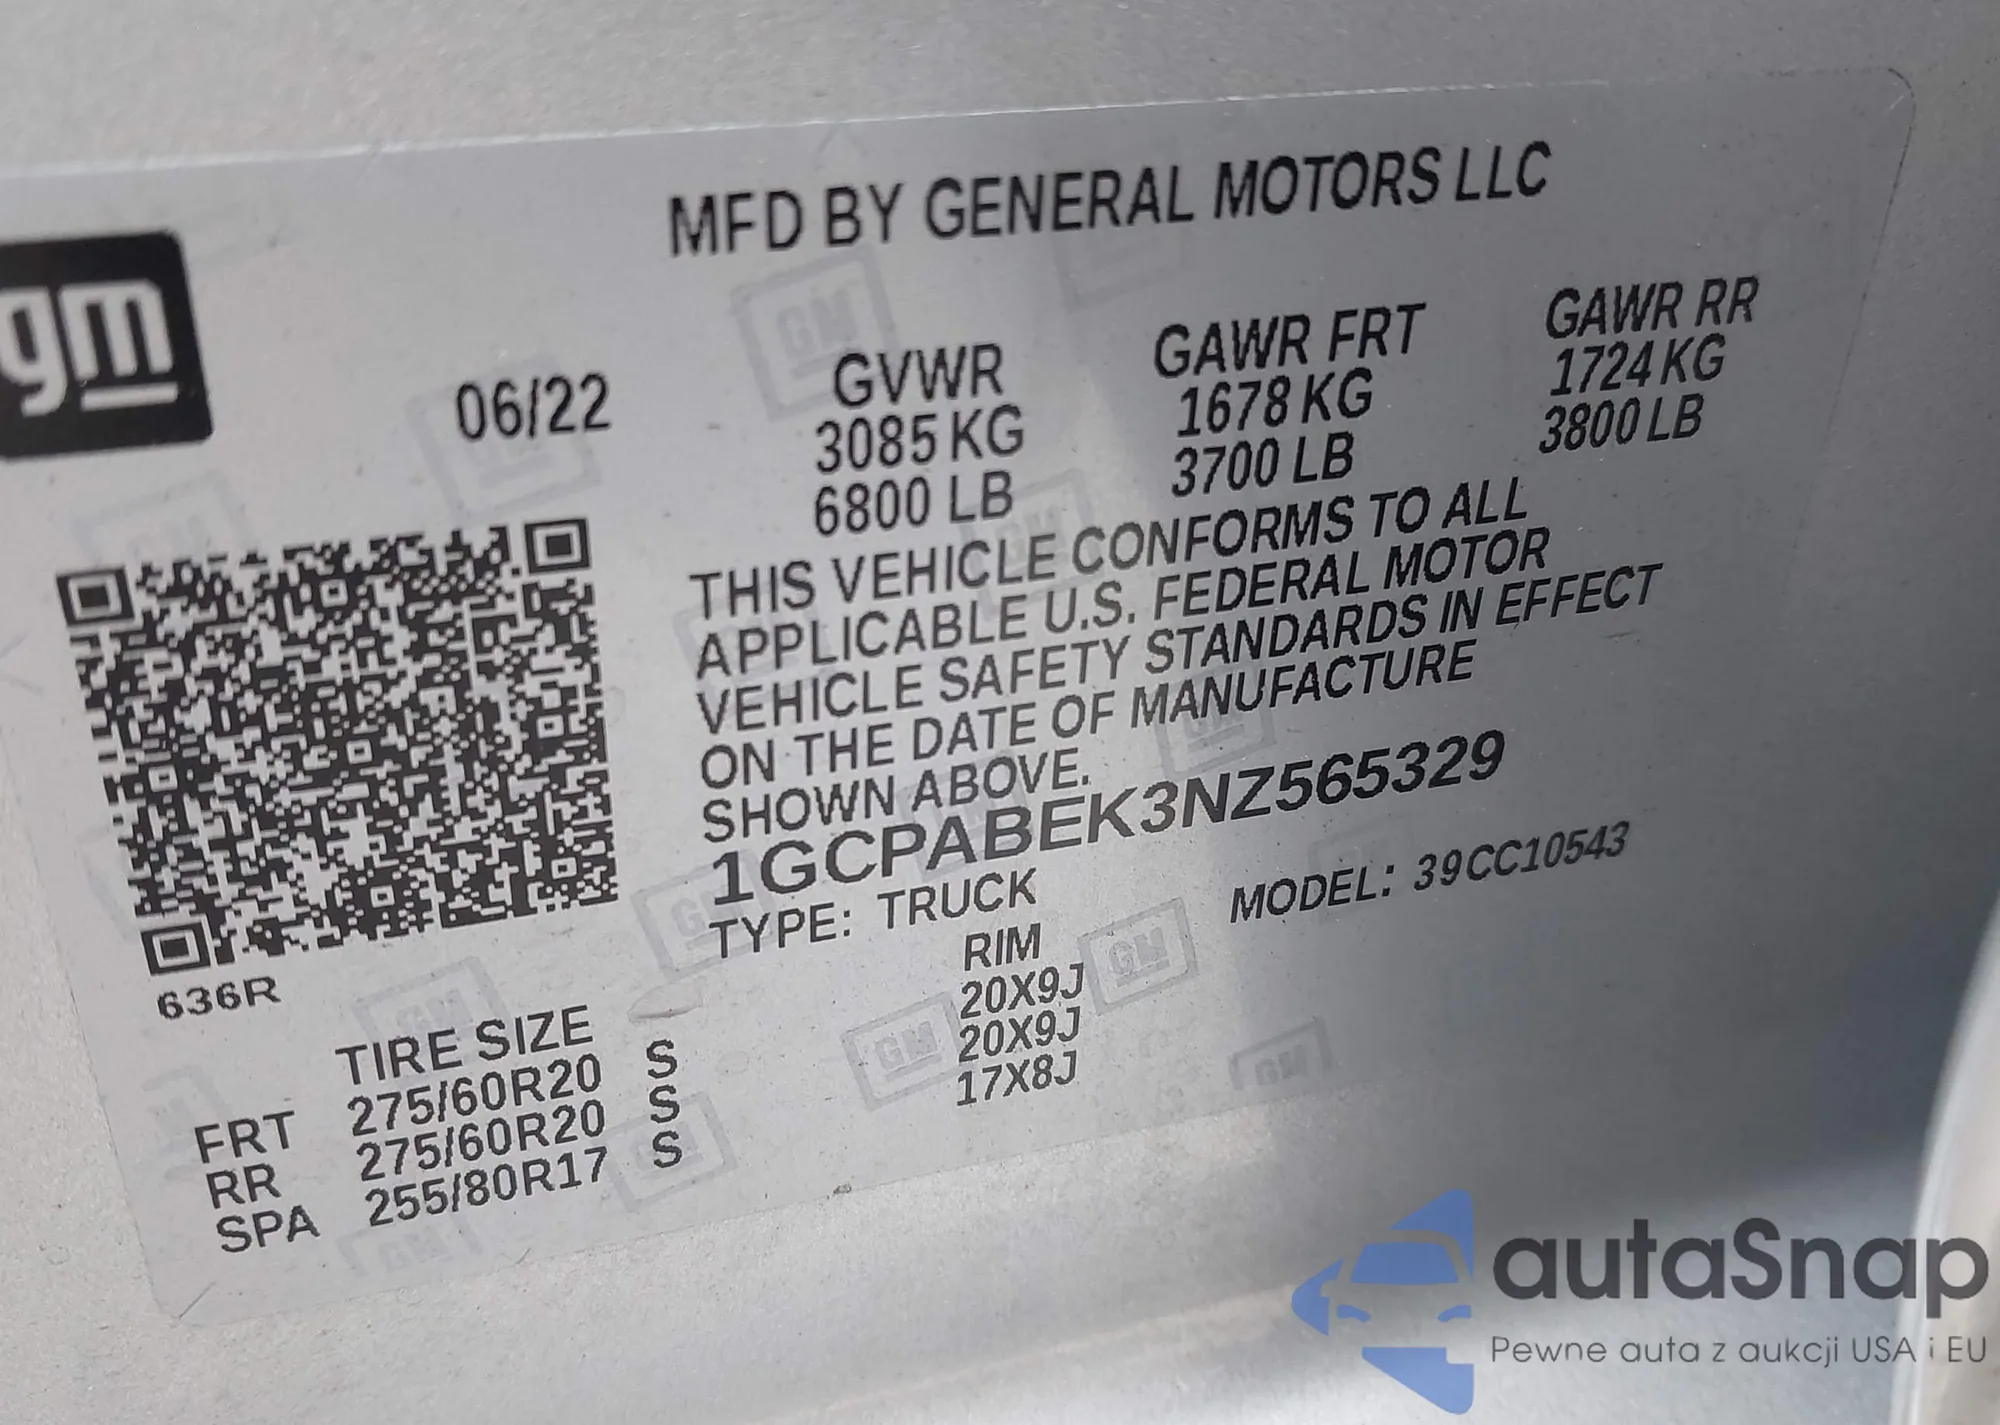 MFD BY GENERAL MOTORS LLC
gm
06/22
GVWR GAWR FRT GAWR RR
3085 KG 1678 KG 1724 KG
6800 LB 3700 LB 3800 LB
THIS VEHICLE CONFORMS TO ALL
APPLICABLE U.S. FEDERAL MOTOR
VEHICLE SAFETY STANDARDS IN EFFECT
ON THE DATE OF MANUFACTURE
SHOWN ABOVE.
1GCPABEK3NZ565329
TYPE: TRUCK MODEL: 39CC10543
636R
TIRE SIZE RIM
FRT 275/60R20 S 20X9J
RR 275/60R20 S 20X9J
SPA 255/80R17 S 17X8J
autaSnap
Pewne auta z aukcji USA i EU